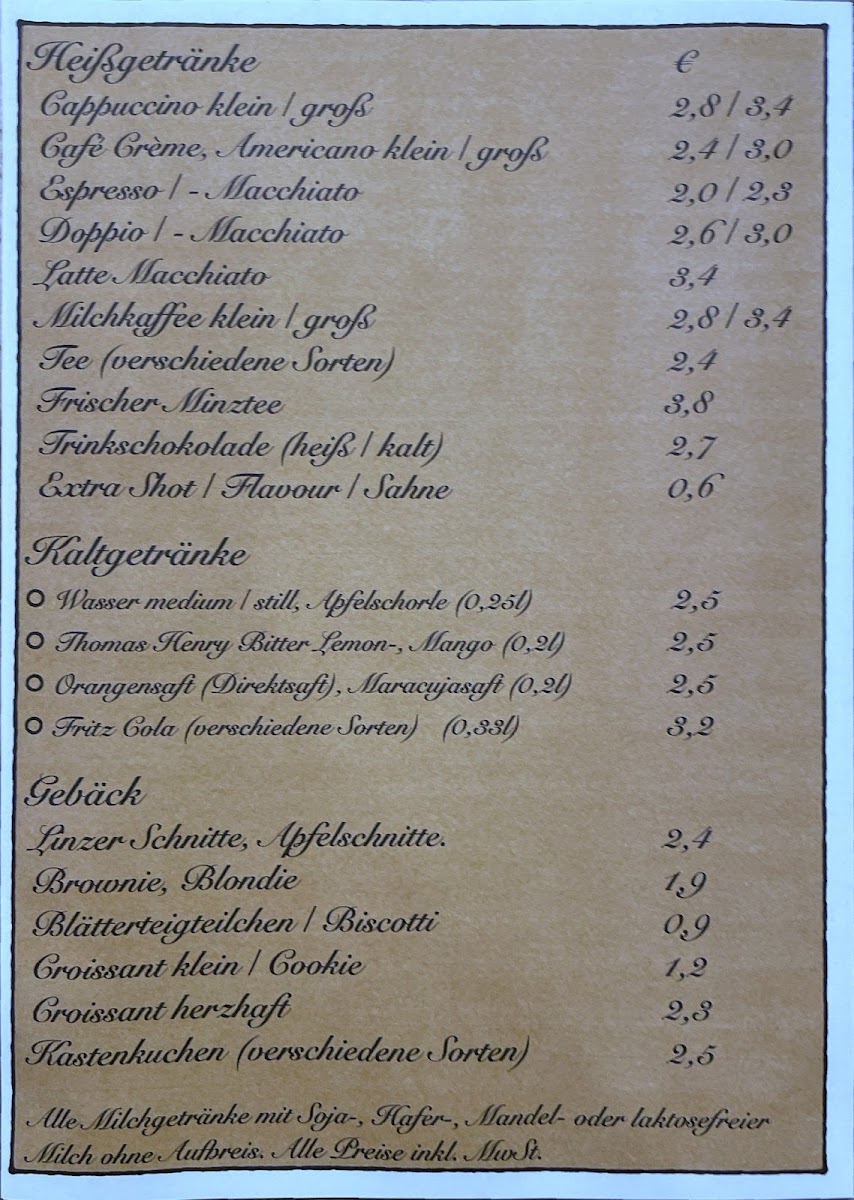 Heißgetränke €
Cappuccino klein | groß 2,8 | 3,4
Café Crème, Americano klein | groß 2,4 | 3,0
Espresso | - Macchiato 2,0 | 2,3
Doppio | - Macchiato 2,6 | 3,0
Latte Macchiato 3,4
Milchkaffee klein | groß 2,8 | 3,4
Tee (verschiedene Sorten) 2,4
Frischer Minztee 3,8
Trinkschokolade (heiß | kalt) 2,7
Extra Shot | Flavour | Sahne 0,6
Kaltgetränke
Wasser medium | still, Apfelschorle (0,25l) 2,5
Thomas Henry Bitter Lemon-, Mango (0,2l) 2,5
Orangensaft (Direktsaft), Maracujasaft (0,2l) 2,5
Fritz Cola (verschiedene Sorten) (0,33l) 3,2
Gebäck
Linzer Schnitte, Apfelschnitte. 2,4
Brownie, Blondie 1,9
Blätterteigteilchen | Biscotti 0,9
Croissant klein | Cookie 1,2
Croissant herzhaft 2,3
Kastenkuchen (verschiedene Sorten) 2,5
Alle Milchgetränke mit Soja-, Hafer-, Mandel- oder laktosefreier
Milch ohne Aufpreis. Alle Preise inkl. MwSt.